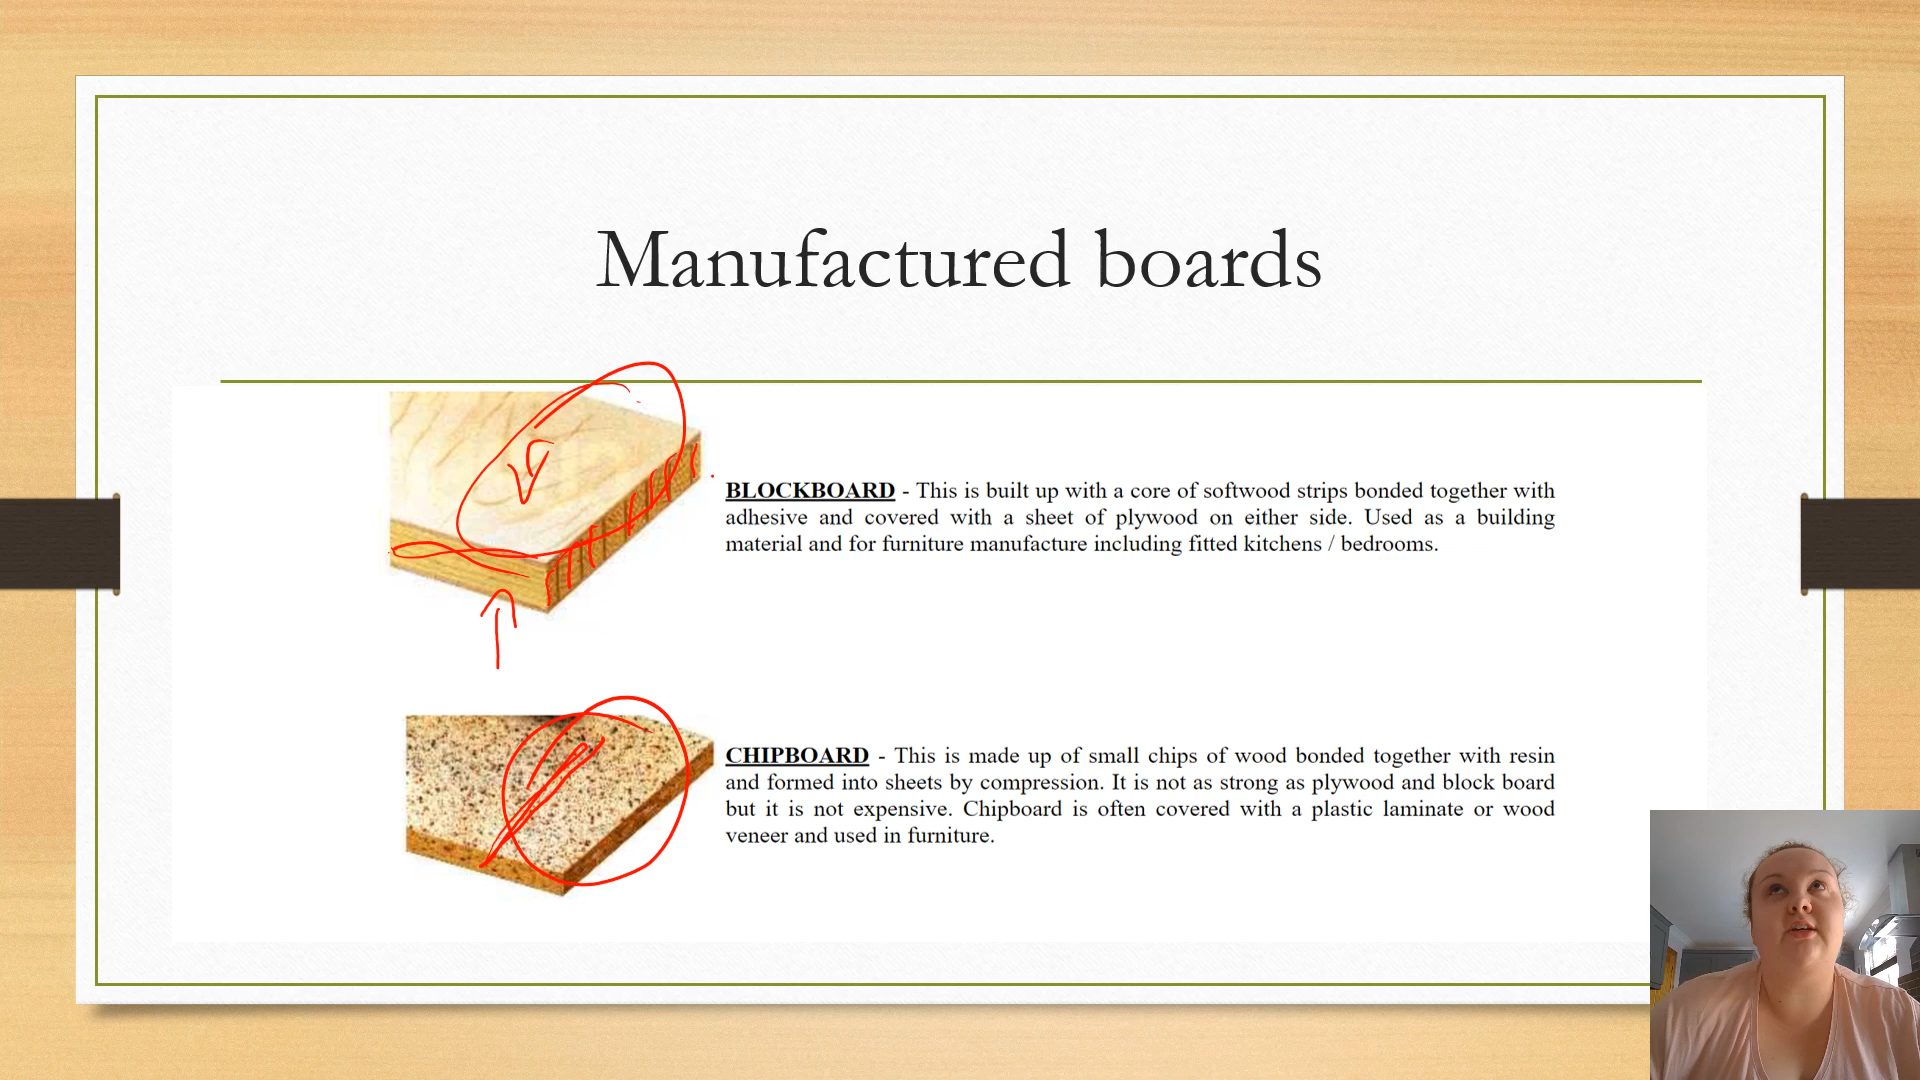 Manufactured boards
BLOCKBOARD - This is built up with a core of softwood strips bonded together with
adhesive and covered with a sheet of plywood on either side. Used as a building
material and for furniture manufacture including fitted kitchens / bedrooms.
CHIPBOARD - This is made up of small chips of wood bonded together with resin
and formed into sheets by compression. It is not as strong as plywood and block board
but it is not expensive. Chipboard is often covered with a plastic laminate or wood
veneer and used in furniture.